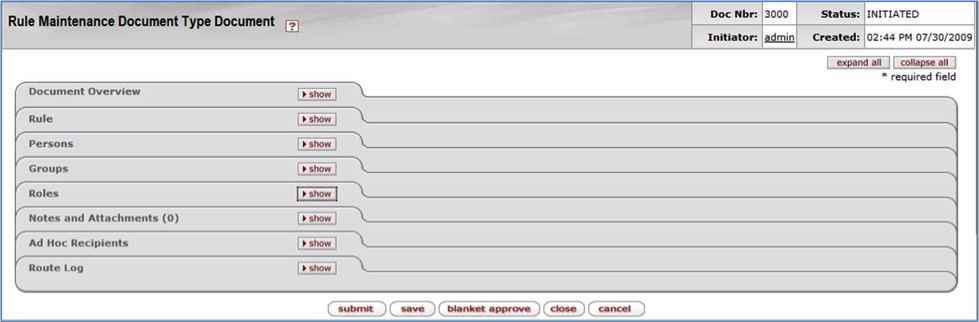 Rule Maintenance Document Type Document ?
Doc Nbr: 3000 Status: INITIATED
Initiator: admin Created: 02:44 PM 07/30/2009
expand all collapse all
* required field
Document Overview show
Rule show
Persons show
Groups show
Roles show
Notes and Attachments (0) show
Ad Hoc Recipients show
Route Log show
submit save blanket approve close cancel